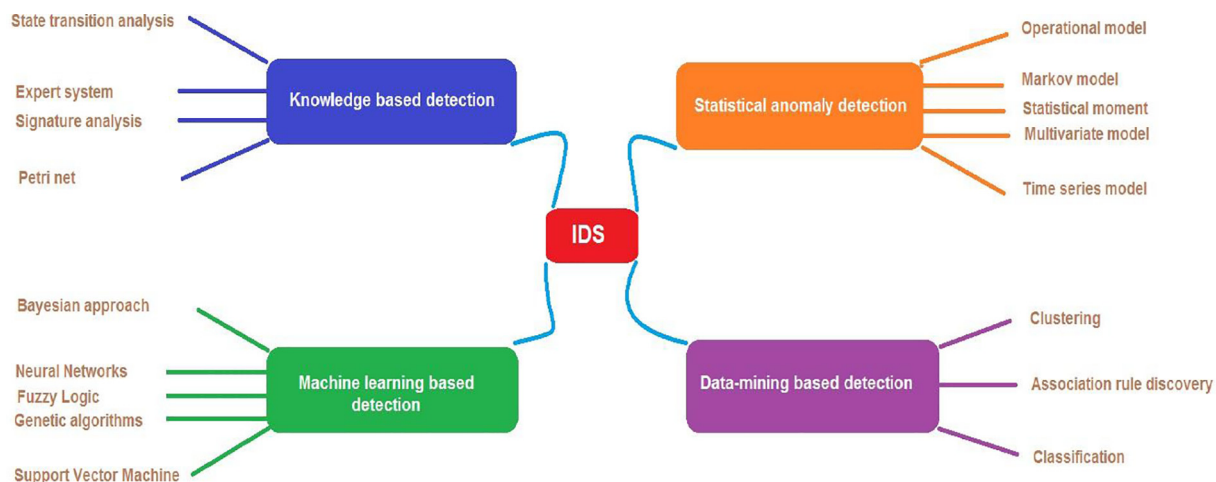 State transition analysis
Expert system
Signature analysis
Petri net
Knowledge based detection
Statistical anomaly detection
Operational model
Markov model
Statistical moment
Multivariate model
Time series model
IDS
Bayesian approach
Neural Networks
Fuzzy Logic
Genetic algorithms
Support Vector Machine
Machine learning based
detection
Data-mining based detection
Clustering
Association rule discovery
Classification